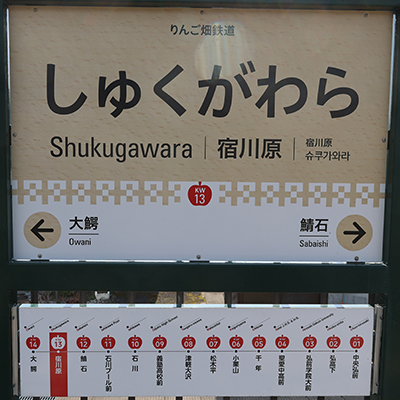 りんご畑鉄道
しゅくがわら
Shukugawara 宿川原 宿川原
슈쿠가와라
KW
13
大鰐
Owani
鯖石
Sabaishi
14 13 12 11 10 09 08 07 06 05 04 03 02 01
大鰐
宿川原
鯖石
石川プール前
石川
義塾高校前
津軽大沢
松木平
小栗山
千年
聖愛中高前
弘前学院大前
弘高下
中央弘前